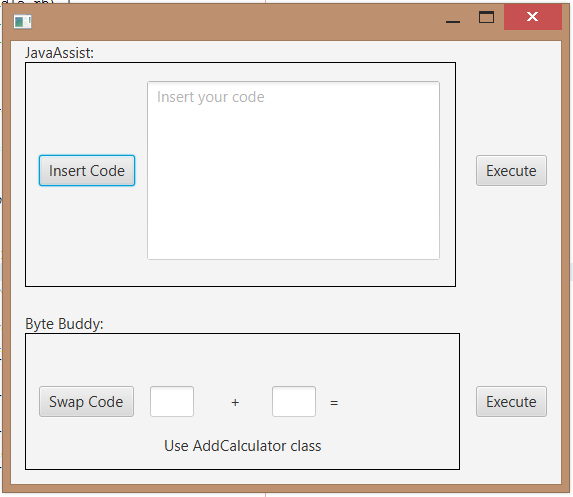 JavaAssist:
Insert your code
Insert Code
Execute
Byte Buddy:
Swap Code + = Execute
Use AddCalculator class